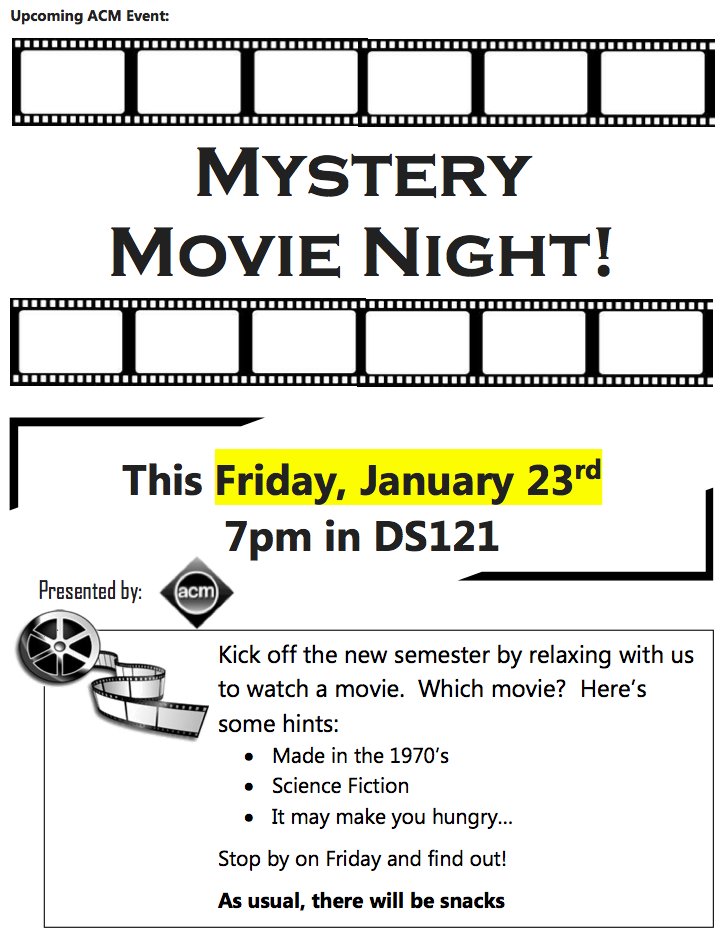 Upcoming ACM Event:
MYSTERY
MOVIE NIGHT!
This Friday, January 23rd
7pm in DS121
Presented by:
acm
Kick off the new semester by relaxing with us
to watch a movie.  Which movie?  Here's
some hints:
• Made in the 1970's
• Science Fiction
• It may make you hungry...
Stop by on Friday and find out!
As usual, there will be snacks